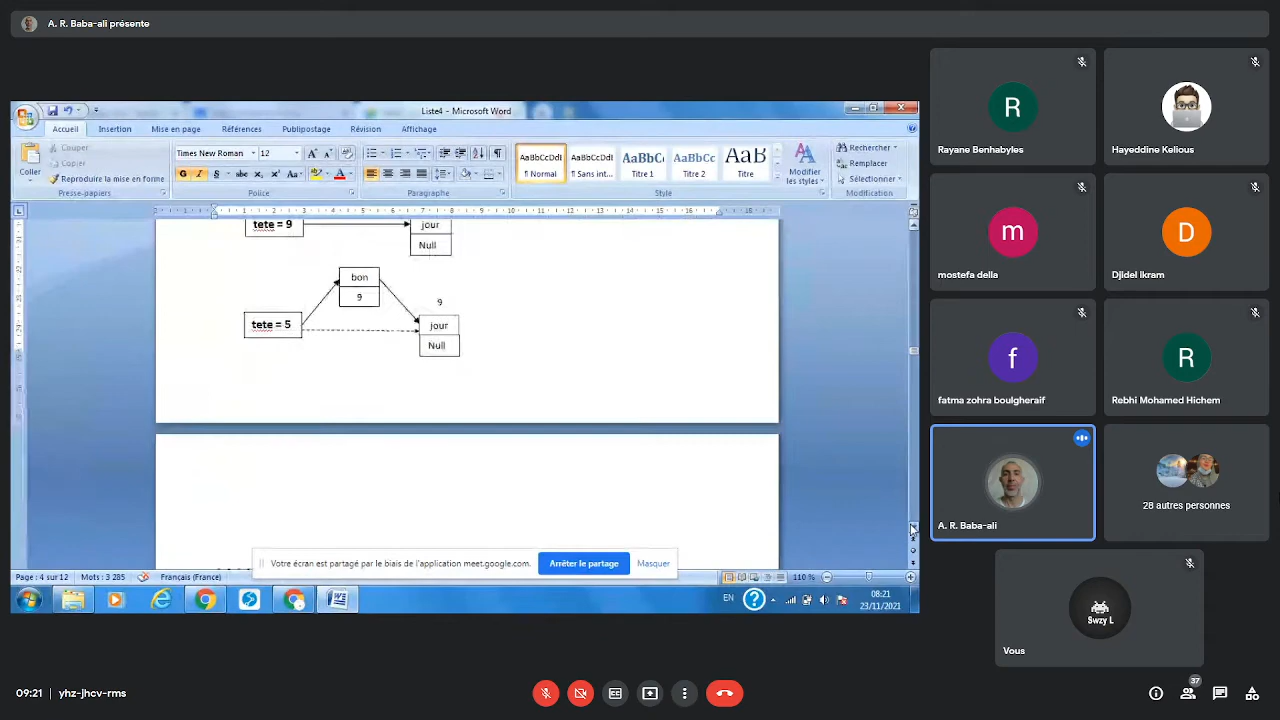 A. R. Baba-ali présente
Liste4 - Microsoft Word
Accueil
Insertion
Mise en page
Références
Publipostage
Révision
Affichage
Coller
Couper
Copier
Reproduire la mise en forme
Presse-papiers
Times New Roman
12
G
I
S
abc
X₂
X²
Aa
Police
Paragraphe
AaBbCcDdI
¶ Normal
AaBbCcDdI
¶ Sans int...
AaBbC
Titre 1
AaBbCc
Titre 2
AaB
Titre
Style
Modifier
les styles
Rechercher
Remplacer
Sélectionner
Modification
tete = 9
jour
Null
bon
9
tete = 5
9
jour
Null
Votre écran est partagé par le biais de l'application meet.google.com.
Arrêter le partage
Masquer
Page : 4 sur 12
Mots : 3 285
Français (France)
110 %
EN
08:21
23/11/2021
R
Rayane Benhabyles
Hayeddine Kelious
m
mostefa della
D
Djidel Ikram
f
fatma zohra boulgheraif
R
Rebhi Mohamed Hichem
A. R. Baba-ali
28 autres personnes
Swzy L
Vous
09:21 | yhz-jhcv-rms
37